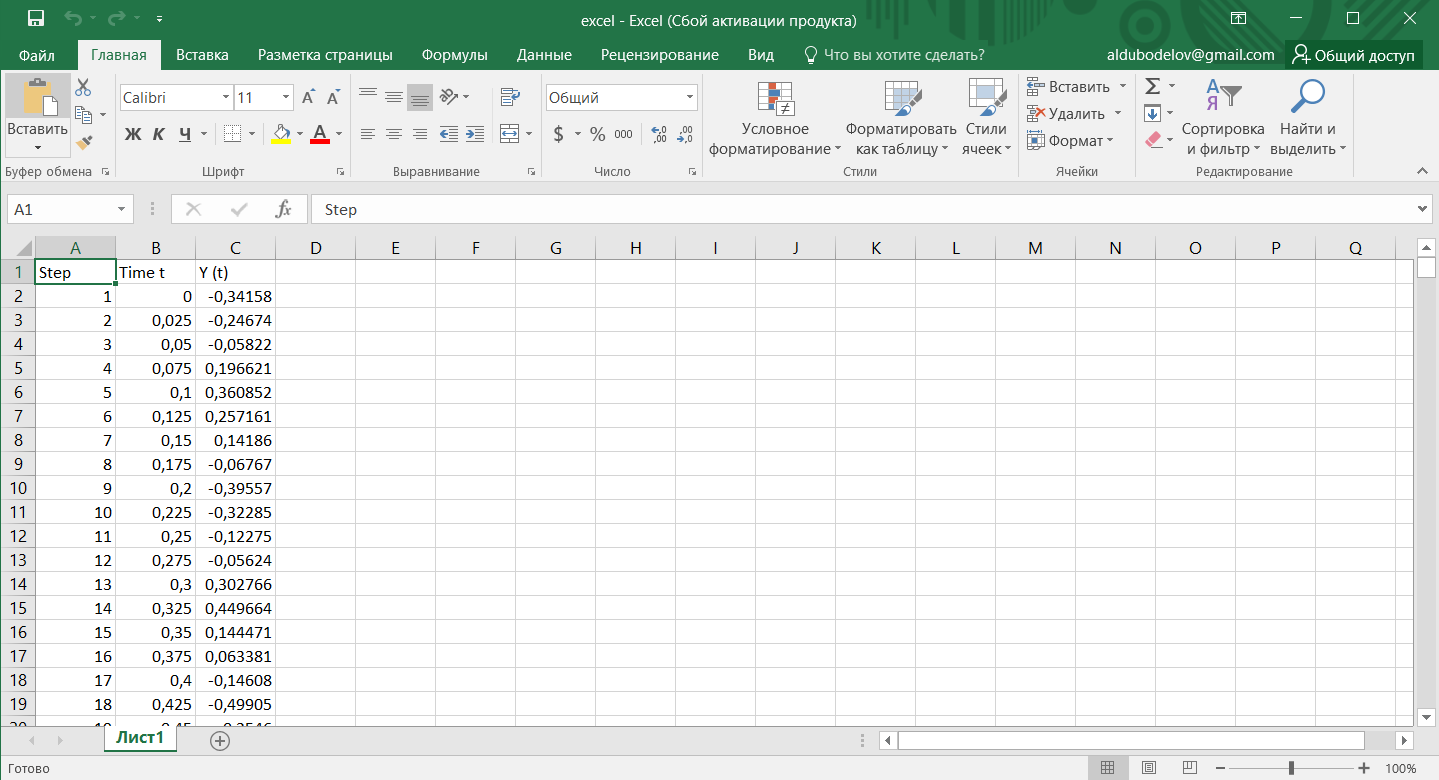 excel - Excel (Сбой активации продукта)
Файл Главная Вставка Разметка страницы Формулы Данные Рецензирование Вид Что вы хотите сделать? aldubodelov@gmail.com Общий доступ
Вставить
Буфер обмена
Calibri 11
Ж К Ч А
Шрифт
Выравнивание
Общий
$ % 000
Число
Условное форматирование
Форматировать как таблицу
Стили ячеек
Стили
Вставить
Удалить
Формат
Ячейки
Сортировка и фильтр
Найти и выделить
Редактирование
A1 fx Step
A B C D E F G H I J K L M N O P Q
1 Step Time t Y (t)
2 1 0 -0,34158
3 2 0,025 -0,24674
4 3 0,05 -0,05822
5 4 0,075 0,196621
6 5 0,1 0,360852
7 6 0,125 0,257161
8 7 0,15 0,14186
9 8 0,175 -0,06767
10 9 0,2 -0,39557
11 10 0,225 -0,32285
12 11 0,25 -0,12275
13 12 0,275 -0,05624
14 13 0,3 0,302766
15 14 0,325 0,449664
16 15 0,35 0,144471
17 16 0,375 0,063381
18 17 0,4 -0,14608
19 18 0,425 -0,49905
Лист1
Готово 100%